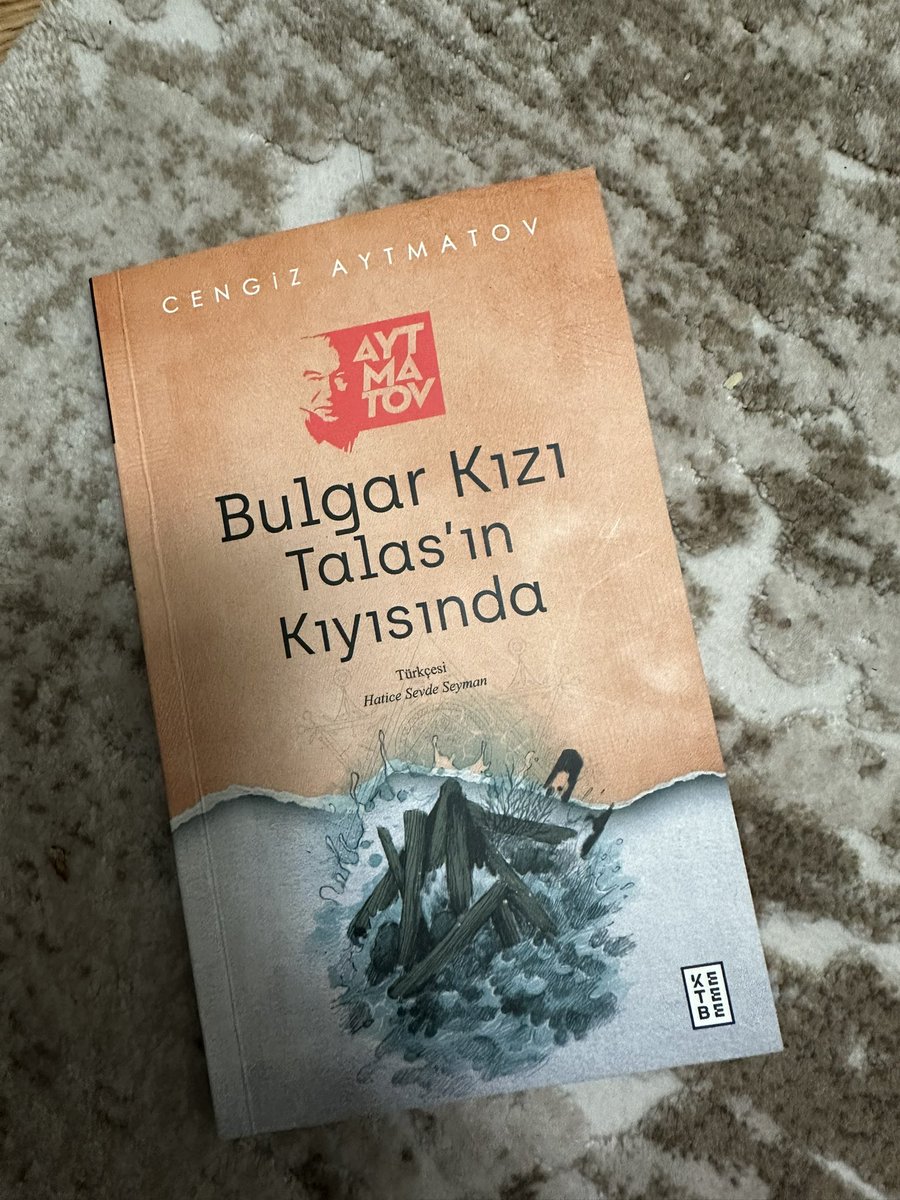 CENGİZ AYTMATOV
AYT
MA
TOV
Bulgar Kızı
Talas'ın
Kıyısında
Türkçesi
Hatice Sevde Seyman
KETEBE